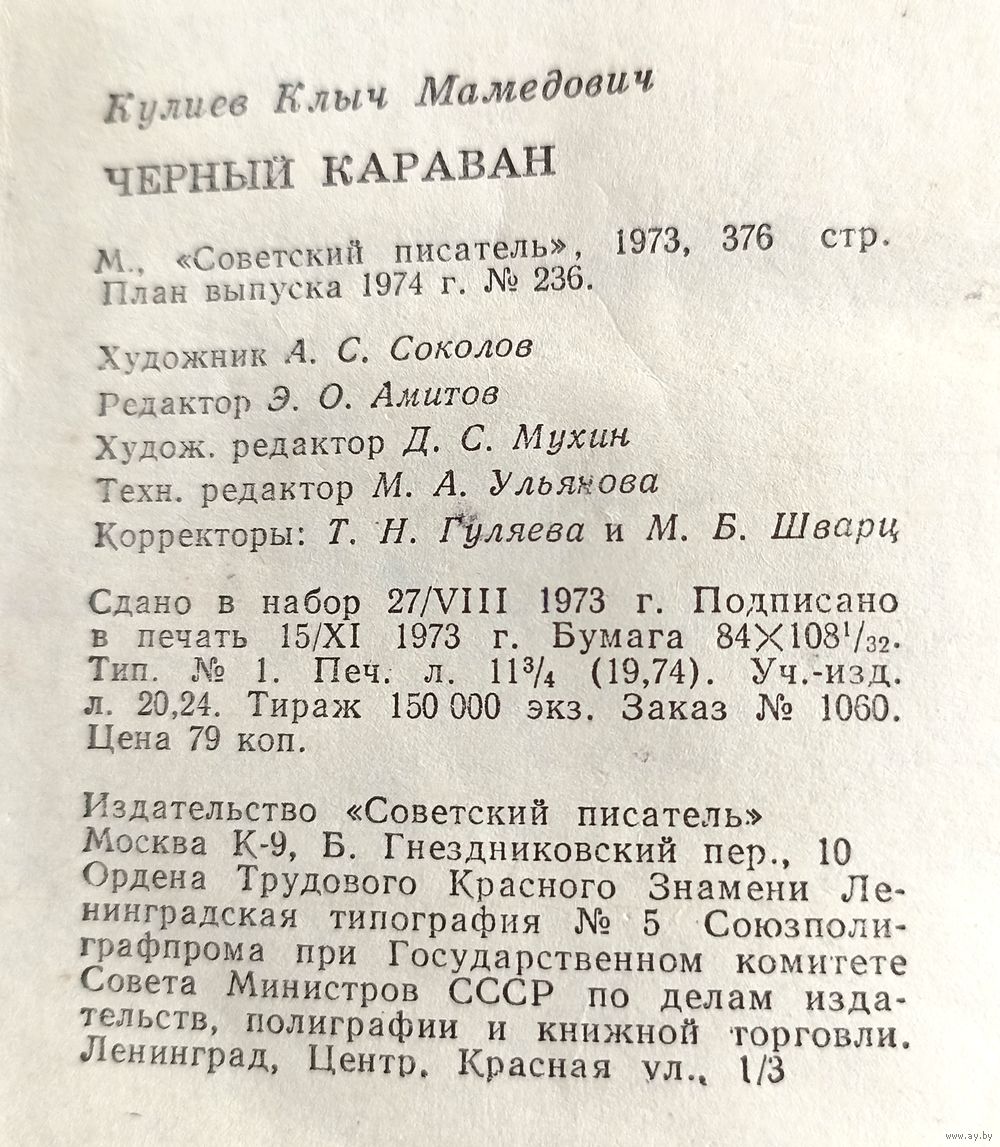 Кулиев Клыч Мамедович
ЧЕРНЫЙ КАРАВАН
М., «Советский писатель», 1973, 376 стр.
План выпуска 1974 г. № 236.
Художник А. С. Соколов
Редактор Э. О. Амитов
Худож. редактор Д. С. Мухин
Техн. редактор М. А. Ульянова
Корректоры: Т. Н. Гуляева и М. Б. Шварц
Сдано в набор 27/VIII 1973 г. Подписано
в печать 15/XI 1973 г. Бумага 84×108¹/₃₂.
Тип. № 1. Печ. л. 11³/₄ (19,74). Уч.-изд.
л. 20,24. Тираж 150 000 экз. Заказ № 1060.
Цена 79 коп.
Издательство «Советский писатель»
Москва К-9, Б. Гнездниковский пер., 10
Ордена Трудового Красного Знамени Ле-
нинградская типография № 5 Союзполи-
графпрома при Государственном комитете
Совета Министров СССР по делам изда-
тельств, полиграфии и книжной торговли.
Ленинград, Центр, Красная ул., 1/3
www.ay.by